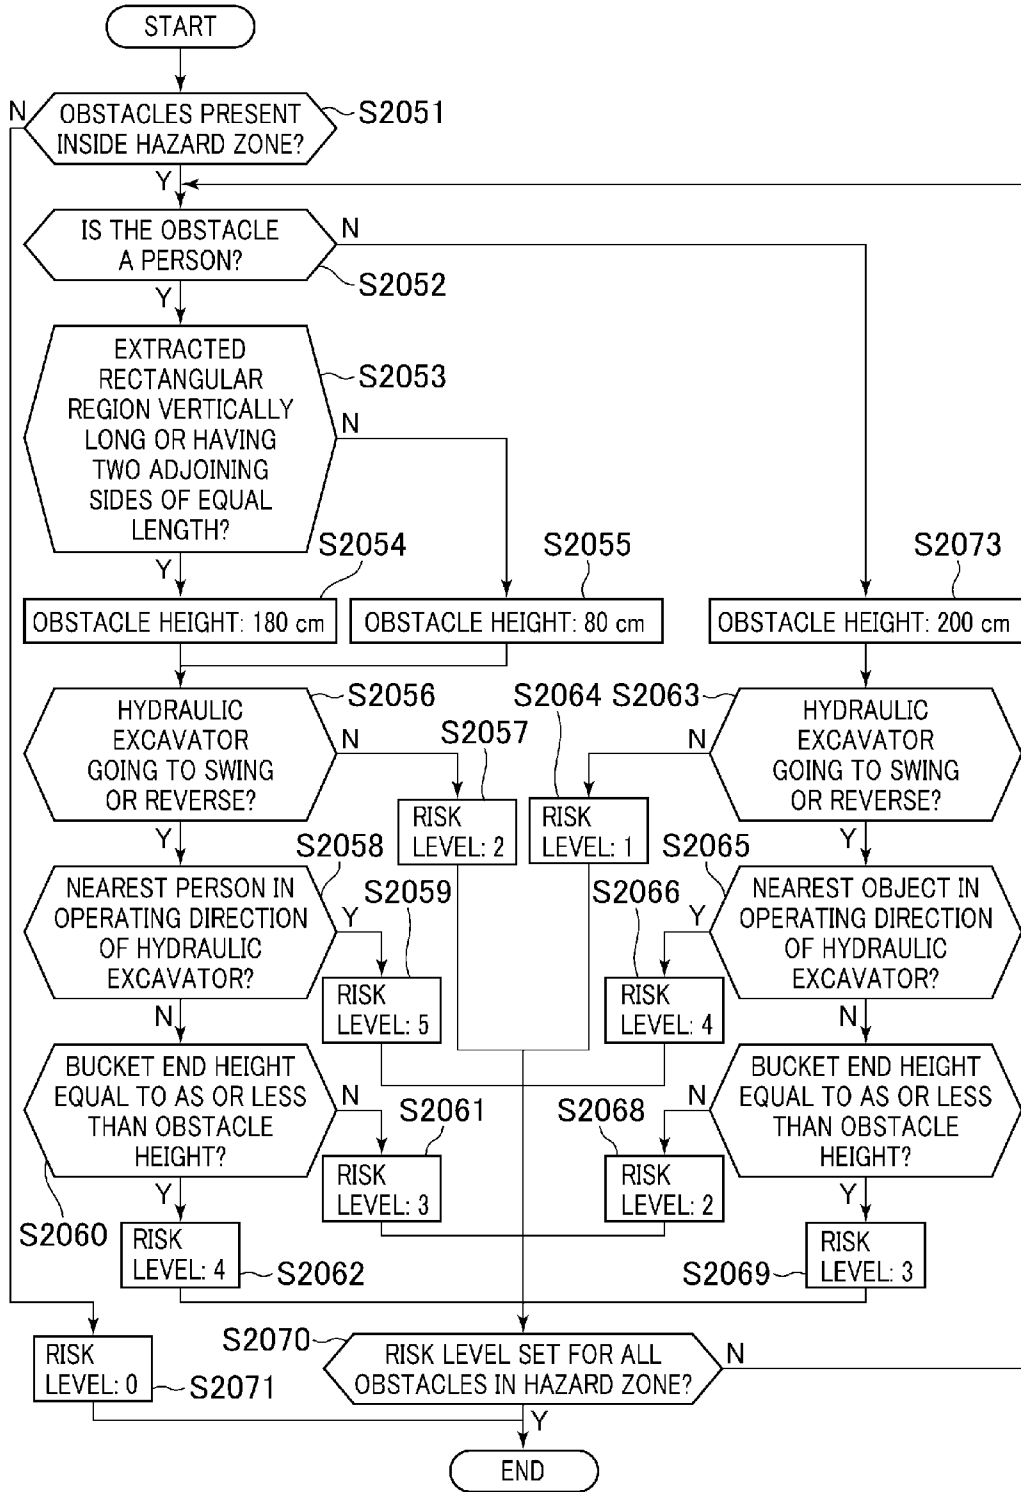 START
N
OBSTACLES PRESENT
INSIDE HAZARD ZONE?
S2051
Y
IS THE OBSTACLE
A PERSON?
N
S2052
Y
EXTRACTED
RECTANGULAR
REGION VERTICALLY
LONG OR HAVING
TWO ADJOINING
SIDES OF EQUAL
LENGTH?
S2053
N
Y
S2054
S2055
S2073
OBSTACLE HEIGHT: 180 cm
OBSTACLE HEIGHT: 80 cm
OBSTACLE HEIGHT: 200 cm
S2056
S2064
S2063
HYDRAULIC
EXCAVATOR
GOING TO SWING
OR REVERSE?
N
S2057
N
HYDRAULIC
EXCAVATOR
GOING TO SWING
OR REVERSE?
RISK
LEVEL: 2
RISK
LEVEL: 1
Y
S2058
S2065
Y
NEAREST PERSON IN
OPERATING DIRECTION
OF HYDRAULIC
EXCAVATOR?
S2059
Y
S2066
Y
NEAREST OBJECT IN
OPERATING DIRECTION
OF HYDRAULIC
EXCAVATOR?
RISK
LEVEL: 5
RISK
LEVEL: 4
N
N
BUCKET END HEIGHT
EQUAL TO AS OR LESS
THAN OBSTACLE
HEIGHT?
N
S2061
S2068
N
BUCKET END HEIGHT
EQUAL TO AS OR LESS
THAN OBSTACLE
HEIGHT?
RISK
LEVEL: 3
RISK
LEVEL: 2
Y
Y
S2060
RISK
LEVEL: 4
S2062
S2069
RISK
LEVEL: 3
S2070
RISK LEVEL SET FOR ALL
OBSTACLES IN HAZARD ZONE?
N
RISK
LEVEL: 0
S2071
Y
END